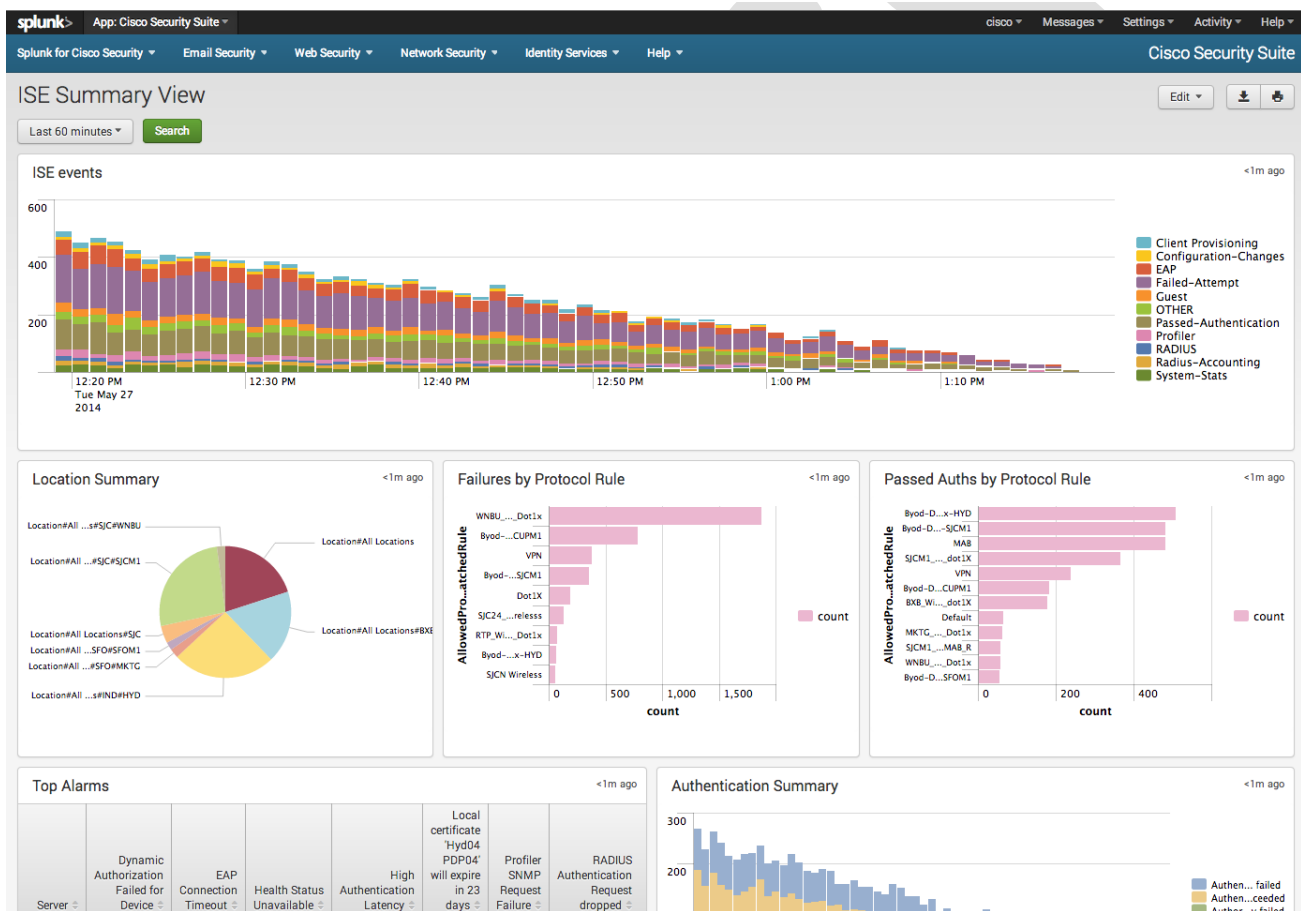 splunk> App: Cisco Security Suite cisco Messages Settings Activity Help
Splunk for Cisco Security Email Security Web Security Network Security Identity Services Help Cisco Security Suite
ISE Summary View
Edit
Last 60 minutes Search
ISE events
<1m ago
600
400
200
12:20 PM 12:30 PM 12:40 PM 12:50 PM 1:00 PM 1:10 PM
Tue May 27
2014
Client Provisioning
Configuration-Changes
EAP
Failed-Attempt
Guest
OTHER
Passed-Authentication
Profiler
RADIUS
Radius-Accounting
System-Stats
Location Summary
<1m ago
Location#All ...s#SJC#WNBU
Location#All Locations
Location#All ...#SJC#SJCM1
Location#All Locations#BXE
Location#All Locations#SJC
Location#All ...SFO#SFOM1
Location#All ...#SFO#MKTG
Location#All ...s#IND#HYD
Failures by Protocol Rule
<1m ago
AllowedPro...atchedRule
WNBU_..._Dot1x
Byod-...CUPM1
VPN
Byod-...SJCM1
Dot1X
SJC24_...relesss
RTP_Wi..._Dot1x
Byod-...x-HYD
SJCN Wireless
0 500 1,000 1,500
count
count
Passed Auths by Protocol Rule
<1m ago
AllowedPro...atchedRule
Byod-D...x-HYD
Byod-D...-SJCM1
MAB
SJCM1_..._dot1X
VPN
Byod-D...CUPM1
BXB_Wi..._dot1X
Default
MKTG_..._Dot1x
SJCM1_...MAB_R
WNBU_..._Dot1x
Byod-D...SFOM1
0 200 400
count
count
Top Alarms
<1m ago
Server
Dynamic
Authorization
Failed for
Device
EAP
Connection
Timeout
Health Status
Unavailable
High
Authentication
Latency
Local
certificate
'Hyd04
PDP04'
will expire
in 23
days
Profiler
SNMP
Request
Failure
RADIUS
Authentication
Request
dropped
Authentication Summary
<1m ago
300
200
Authen... failed
Authen...ceeded